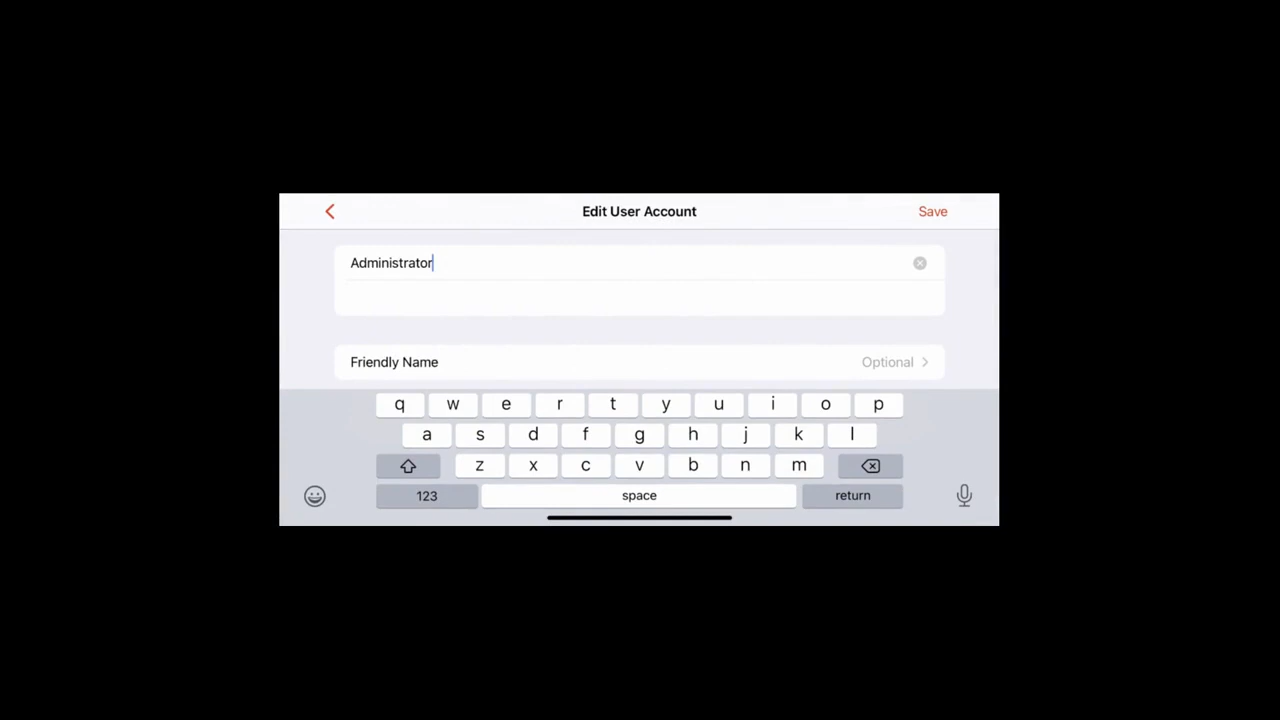 Edit User Account
Save
Administrator
Friendly Name
Optional
q w e r t y u i o p
a s d f g h j k l
z x c v b n m
123
space
return